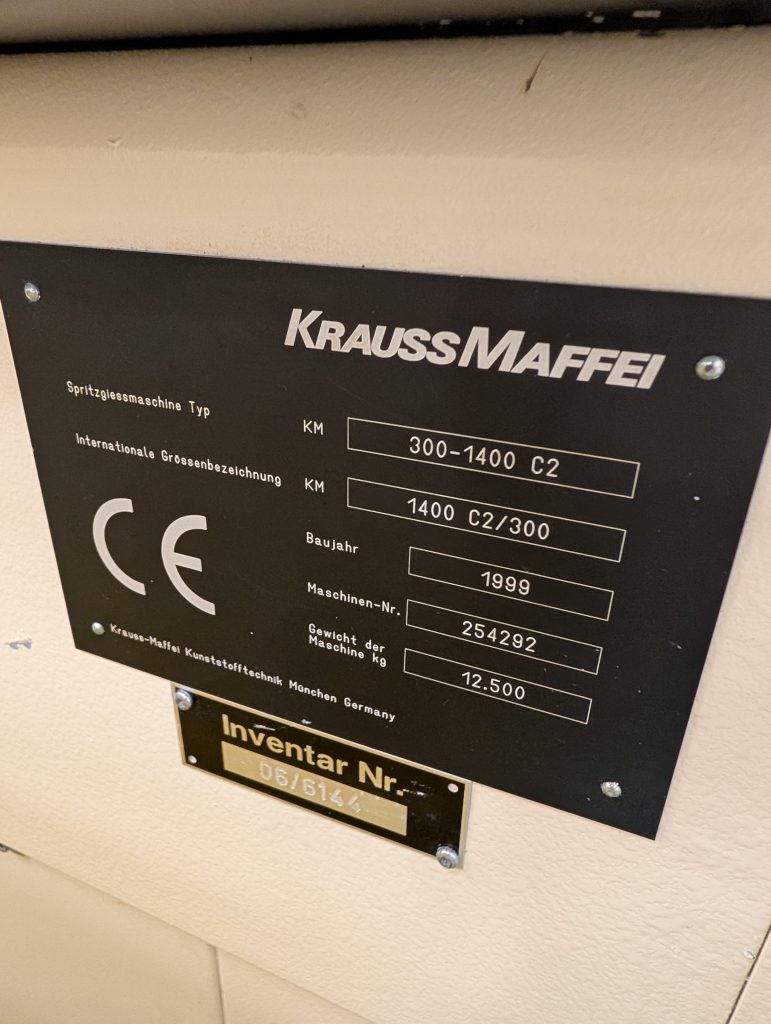 KRAUSSMAFFEI
Spritzgiessmaschine Typ KM 300-1400 C2
Internationale Grössenbezeichnung KM 1400 C2/300
Baujahr 1999
Maschinen-Nr. 254292
Gewicht der
Maschine kg 12.500
CE
Krauss-Maffei Kunststofftechnik München Germany
Inventar Nr.
D6/6144